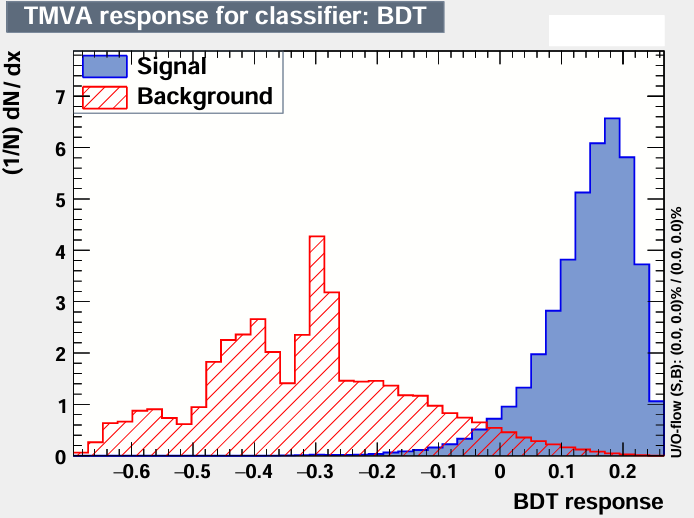 TMVA response for classifier: BDT
(1/N) dN / dx
Signal
Background
7
6
5
4
3
2
1
0
−0.6 −0.5 −0.4 −0.3 −0.2 −0.1 0 0.1 0.2
BDT response
U/O-flow (S,B): (0.0, 0.0)% / (0.0, 0.0)%